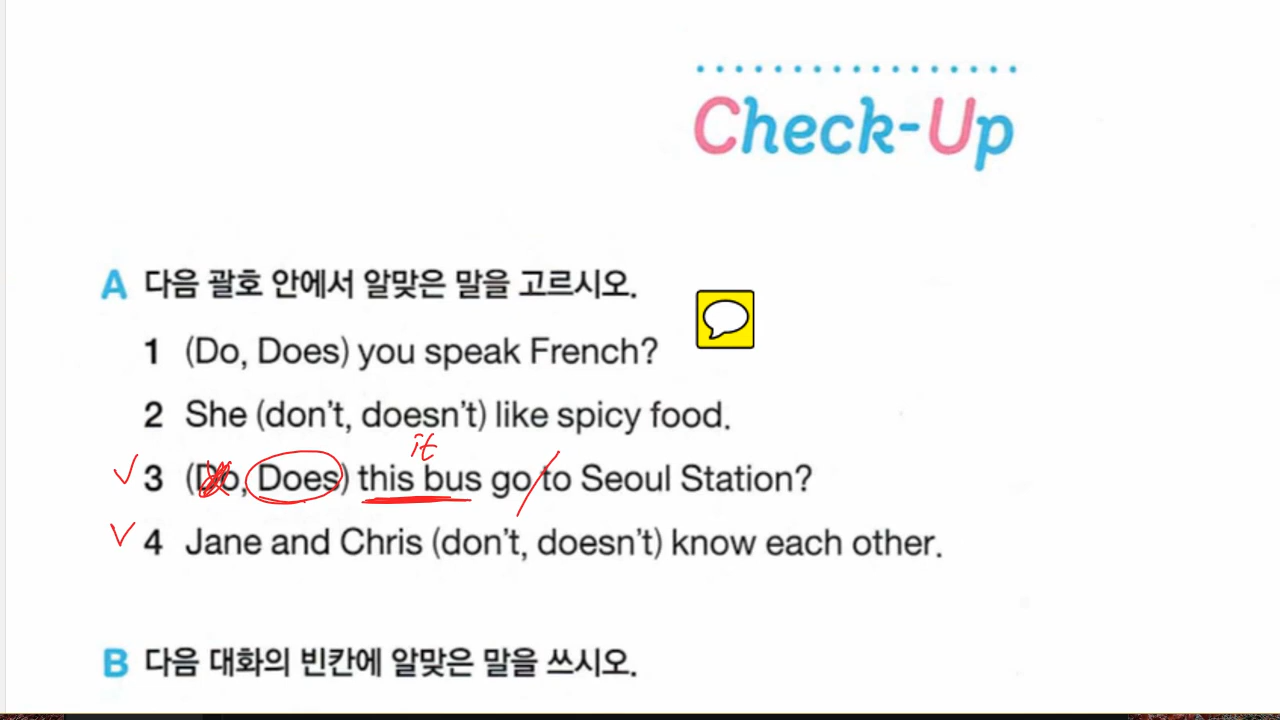 Check-Up
A 다음 괄호 안에서 알맞은 말을 고르시오.
1 (Do, Does) you speak French?
2 She (don't, doesn't) like spicy food.
it
3 (Do, Does) this bus go to Seoul Station?
4 Jane and Chris (don't, doesn't) know each other.
B 다음 대화의 빈칸에 알맞은 말을 쓰시오.